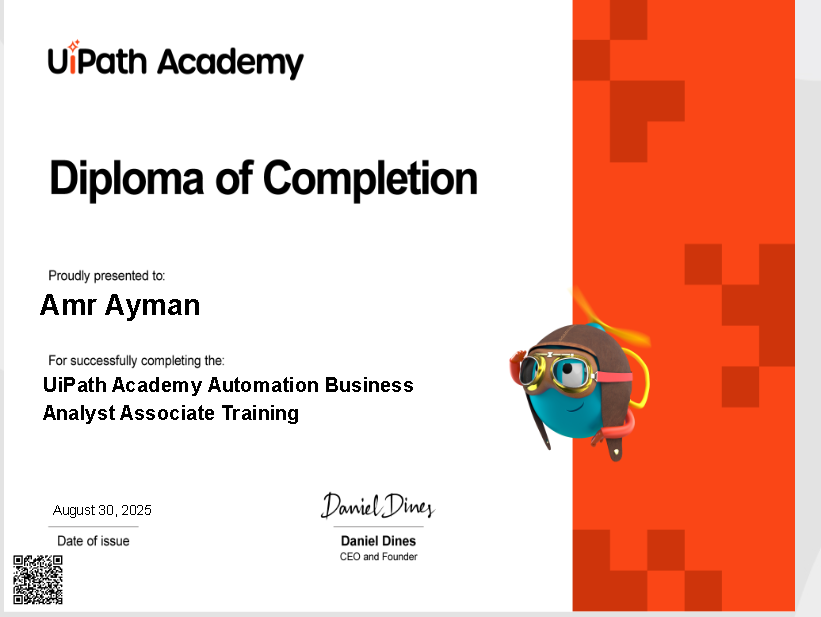 UiPath Academy
Diploma of Completion
Proudly presented to:
Amr Ayman
For successfully completing the:
UiPath Academy Automation Business
Analyst Associate Training
August 30, 2025
Date of issue
Daniel Dines
Daniel Dines
CEO and Founder